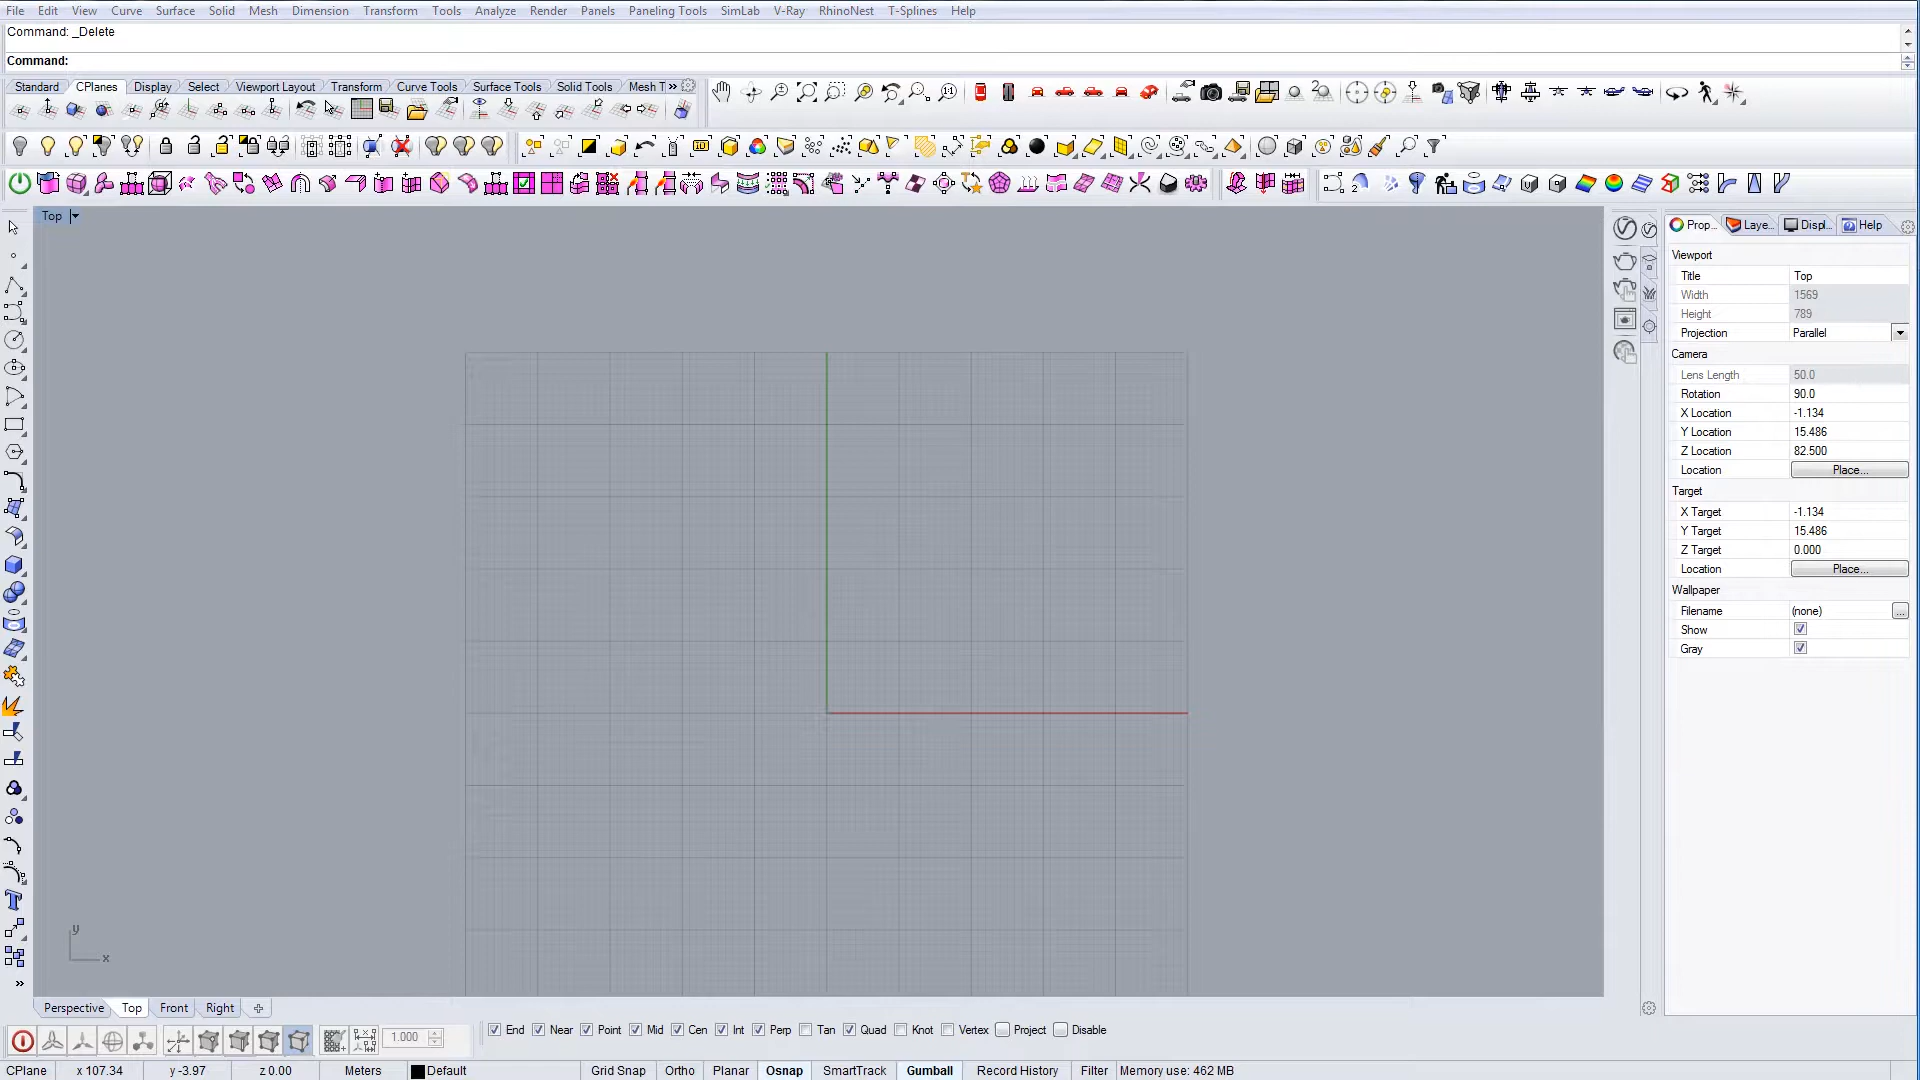 File Edit View Curve Surface Solid Mesh Dimension Transform Tools Analyze Render Panels Paneling Tools SimLab V-Ray RhinoNest T-Splines Help
Command: _Delete
Command:
Standard CPlanes Display Select Viewport Layout Transform Curve Tools Surface Tools Solid Tools Mesh T »
Top
Prop... Laye... Displ... Help
Viewport
Title Top
Width 1569
Height 789
Projection Parallel
Camera
Lens Length 50.0
Rotation 90.0
X Location -1.134
Y Location 15.486
Z Location 82.500
Location Place...
Target
X Target -1.134
Y Target 15.486
Z Target 0.000
Location Place...
Wallpaper
Filename (none) ...
Show
Gray
y
x
»
Perspective Top Front Right
1.000
End Near Point Mid Cen Int Perp Tan Quad Knot Vertex Project Disable
CPlane x 107.34 y -3.97 z 0.00 Meters Default Grid Snap Ortho Planar Osnap SmartTrack Gumball Record History Filter Memory use: 462 MB